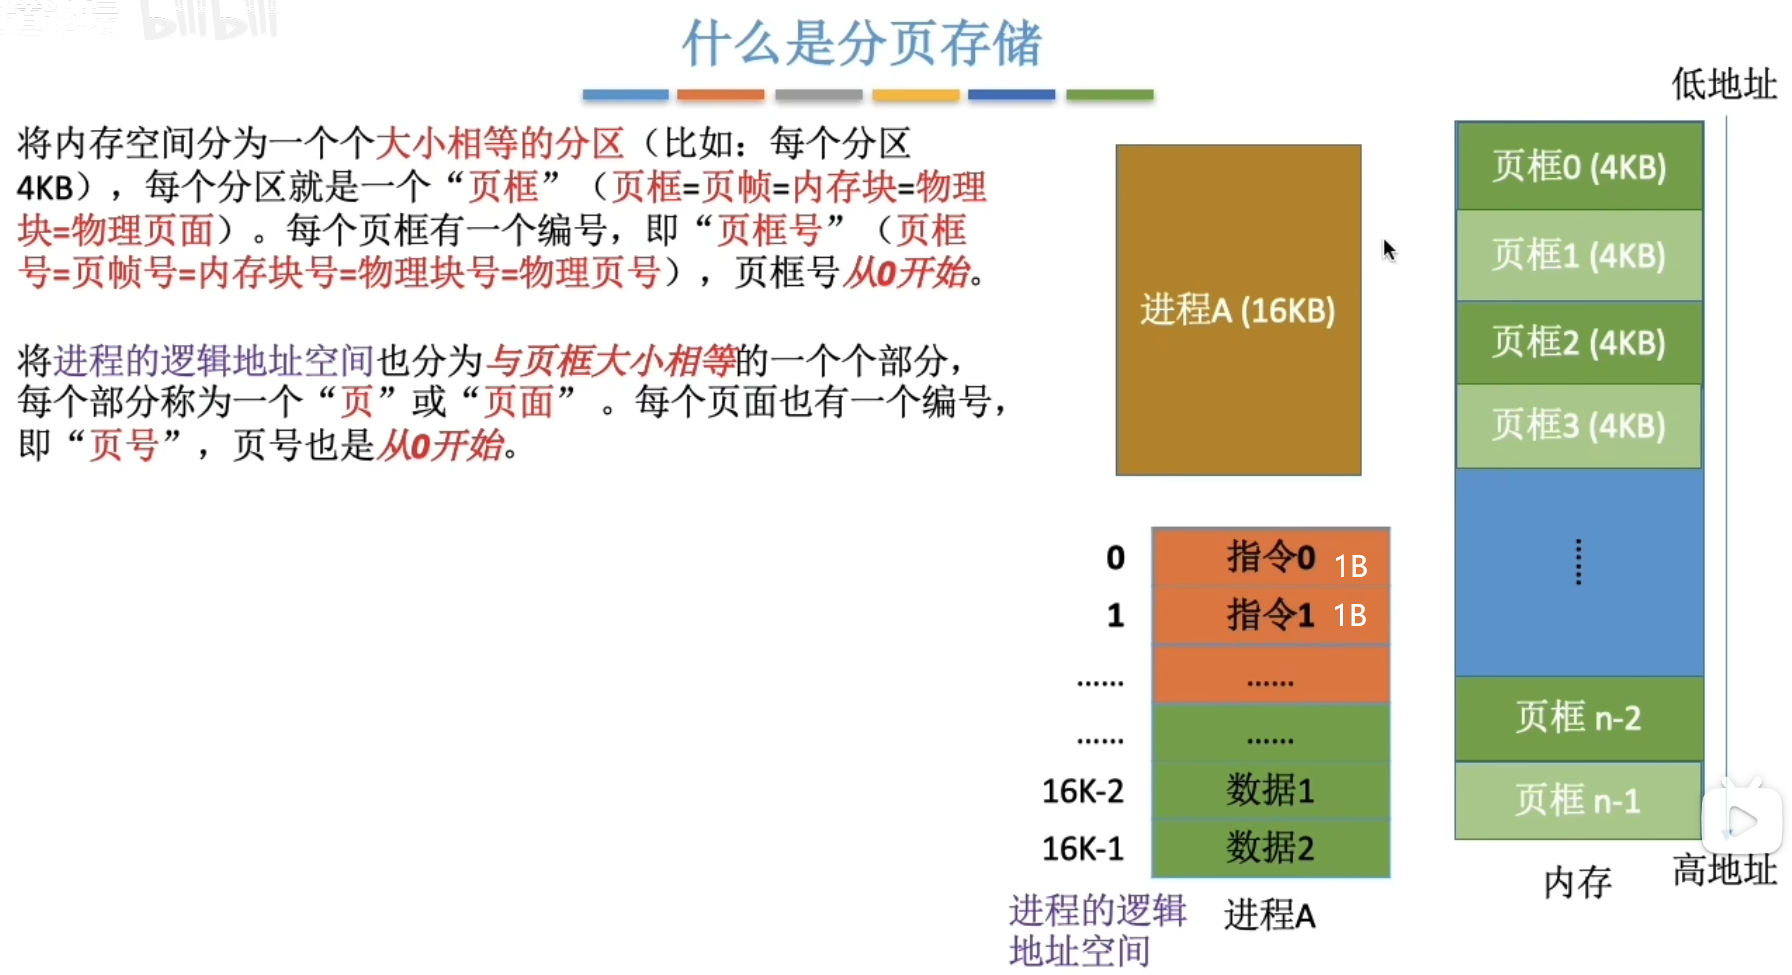 bilibili
什么是分页存储
将内存空间分为一个个大小相等的分区（比如：每个分区
4KB），每个分区就是一个“页框”（页框=页帧=内存块=物理
块=物理页面）。每个页框有一个编号，即“页框号”（页框
号=页帧号=内存块号=物理块号=物理页号），页框号从0开始。
将进程的逻辑地址空间也分为与页框大小相等的一个个部分，
每个部分称为一个“页”或“页面” 。每个页面也有一个编号，
即“页号”，页号也是从0开始。
进程A (16KB)
0 指令0 1B
1 指令1 1B
...... ......
...... ......
16K-2 数据1
16K-1 数据2
进程的逻辑
地址空间
进程A
低地址
页框0 (4KB)
页框1 (4KB)
页框2 (4KB)
页框3 (4KB)
......
页框 n-2
页框 n-1
内存
高地址